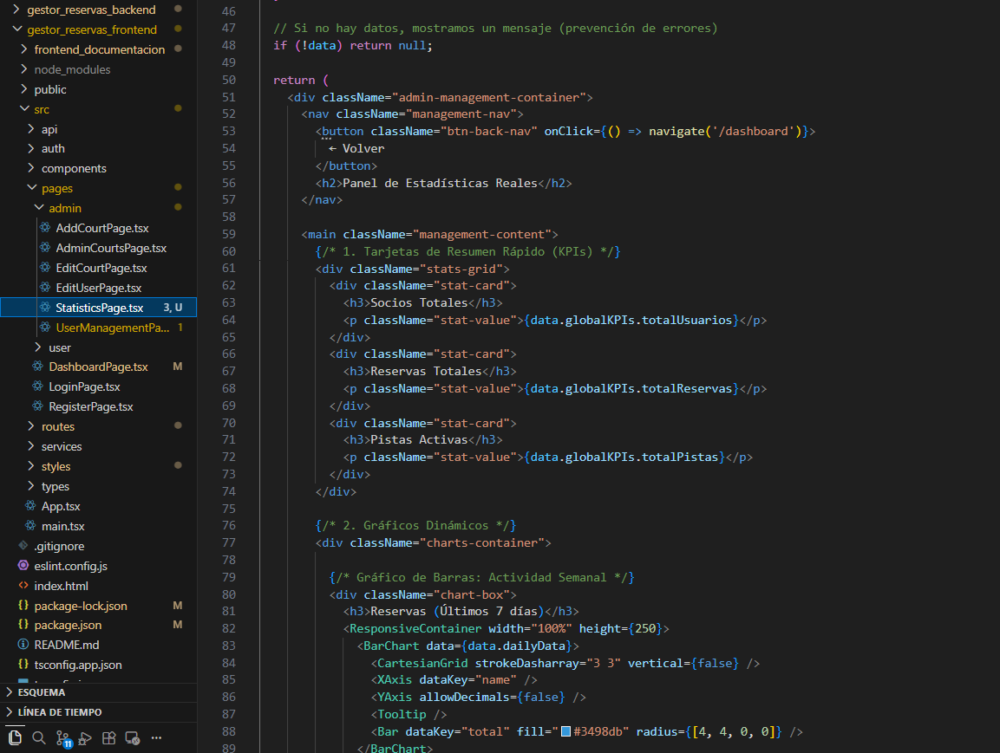 gestor_reservas_backend
gestor_reservas_frontend
frontend_documentacion
node_modules
public
src
api
auth
components
pages
admin
AddCourtPage.tsx
AdminCourtsPage.tsx
EditCourtPage.tsx
EditUserPage.tsx
StatisticsPage.tsx 3, U
UserManagementPa... 1
user
DashboardPage.tsx M
LoginPage.tsx
RegisterPage.tsx
routes
services
styles
types
App.tsx
main.tsx
.gitignore
eslint.config.js
index.html
package-lock.json M
package.json M
README.md
tsconfig.app.json
ESQUEMA
LÍNEA DE TIEMPO
11
46
47 // Si no hay datos, mostramos un mensaje (prevención de errores)
48 if (!data) return null;
49
50 return (
51 <div className="admin-management-container">
52 <nav className="management-nav">
53 <button className="btn-back-nav" onClick={() => navigate('/dashboard')}>
54 ← Volver
55 </button>
56 <h2>Panel de Estadísticas Reales</h2>
57 </nav>
58
59 <main className="management-content">
60 {/* 1. Tarjetas de Resumen Rápido (KPIs) */}
61 <div className="stats-grid">
62 <div className="stat-card">
63 <h3>Socios Totales</h3>
64 <p className="stat-value">{data.globalKPIs.totalUsuarios}</p>
65 </div>
66 <div className="stat-card">
67 <h3>Reservas Totales</h3>
68 <p className="stat-value">{data.globalKPIs.totalReservas}</p>
69 </div>
70 <div className="stat-card">
71 <h3>Pistas Activas</h3>
72 <p className="stat-value">{data.globalKPIs.totalPistas}</p>
73 </div>
74 </div>
75
76 {/* 2. Gráficos Dinámicos */}
77 <div className="charts-container">
78
79 {/* Gráfico de Barras: Actividad Semanal */}
80 <div className="chart-box">
81 <h3>Reservas (Últimos 7 días)</h3>
82 <ResponsiveContainer width="100%" height={250}>
83 <BarChart data={data.dailyData}>
84 <CartesianGrid strokeDasharray="3 3" vertical={false} />
85 <XAxis dataKey="name" />
86 <YAxis allowDecimals={false} />
87 <Tooltip />
88 <Bar dataKey="total" fill="#3498db" radius={[4, 4, 0, 0]} />
89 </BarChart>